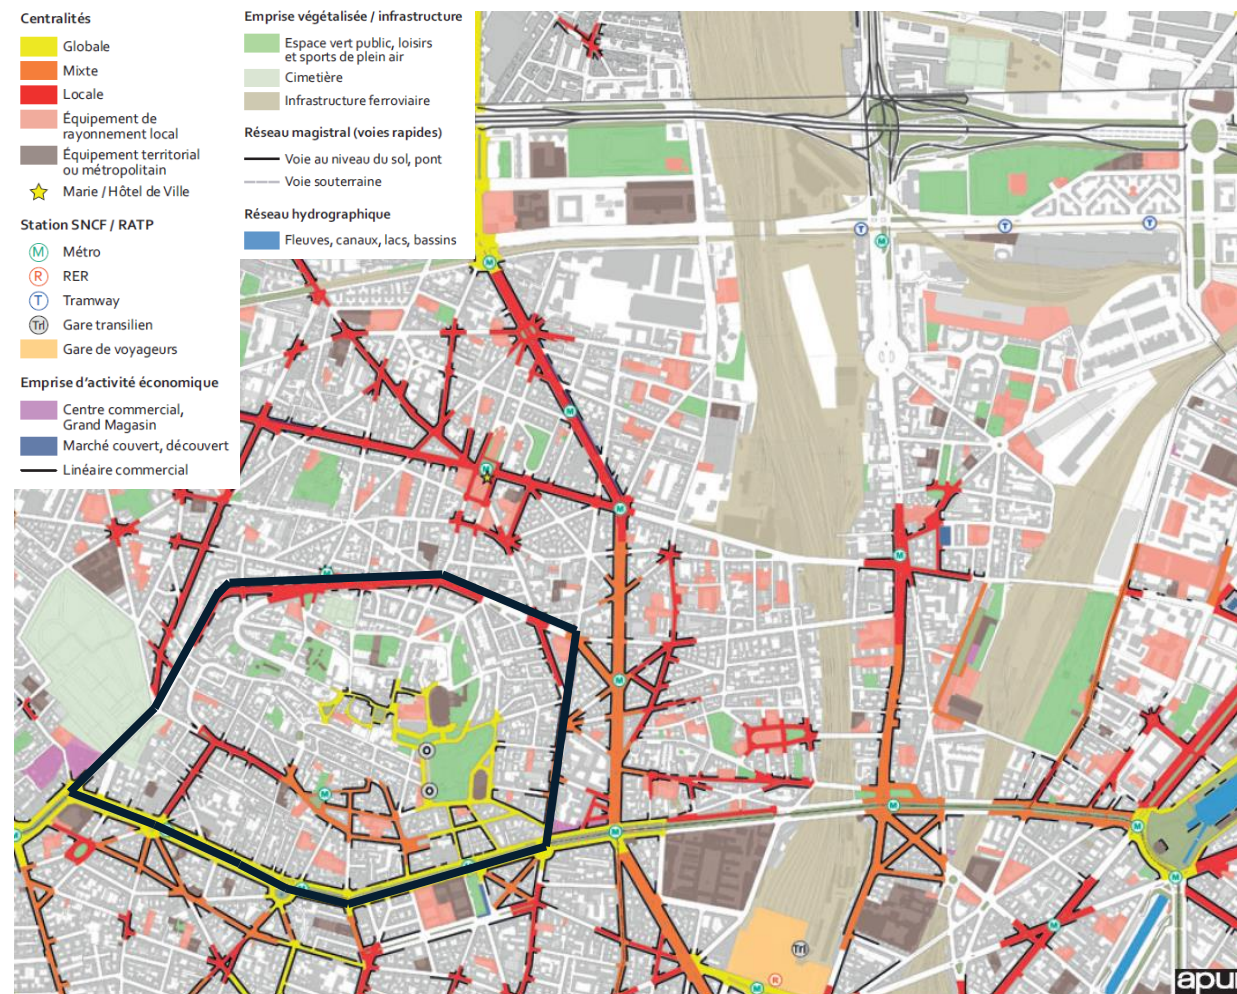 Centralités
Globale
Mixte
Locale
Équipement de
rayonnement local
Équipement territorial
ou métropolitain
Marie / Hôtel de Ville
Station SNCF / RATP
M Métro
R RER
T Tramway
Trl Gare transilien
Gare de voyageurs
Emprise d'activité économique
Centre commercial,
Grand Magasin
Marché couvert, découvert
Linéaire commercial
Emprise végétalisée / infrastructure
Espace vert public, loisirs
et sports de plein air
Cimetière
Infrastructure ferroviaire
Réseau magistral (voies rapides)
Voie au niveau du sol, pont
Voie souterraine
Réseau hydrographique
Fleuves, canaux, lacs, bassins
T
T
T
M
M
M
M
M
M
M
M
M
M
M
M
M
M
Trl
R
M
apur